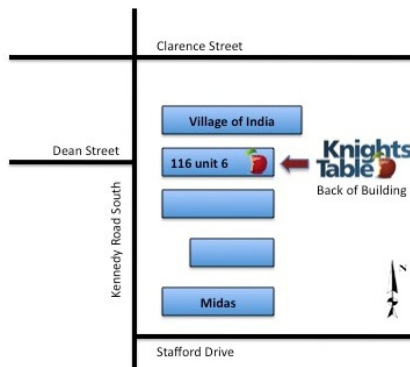 Clarence Street
Village of India
Dean Street
116 unit 6
Knights
Table
Back of Building
Kennedy Road South
Midas
N
Stafford Drive